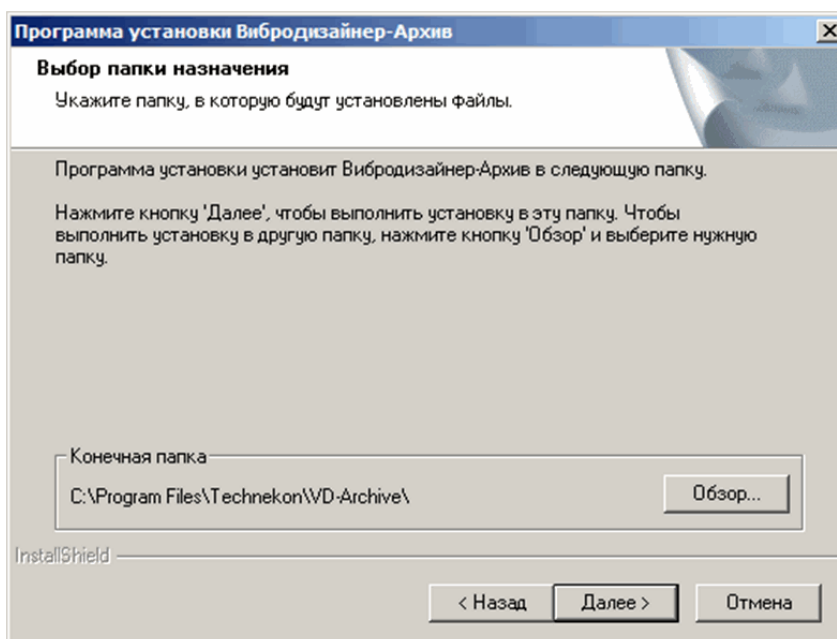 Программа установки Вибродизайнер-Архив
Выбор папки назначения
Укажите папку, в которую будут установлены файлы.
Программа установки установит Вибродизайнер-Архив в следующую папку.
Нажмите кнопку 'Далее', чтобы выполнить установку в эту папку. Чтобы
выполнить установку в другую папку, нажмите кнопку 'Обзор' и выберите нужную
папку.
Конечная папка
C:\Program Files\Technekon\VD-Archive\
Обзор...
InstallShield
< Назад
Далее >
Отмена